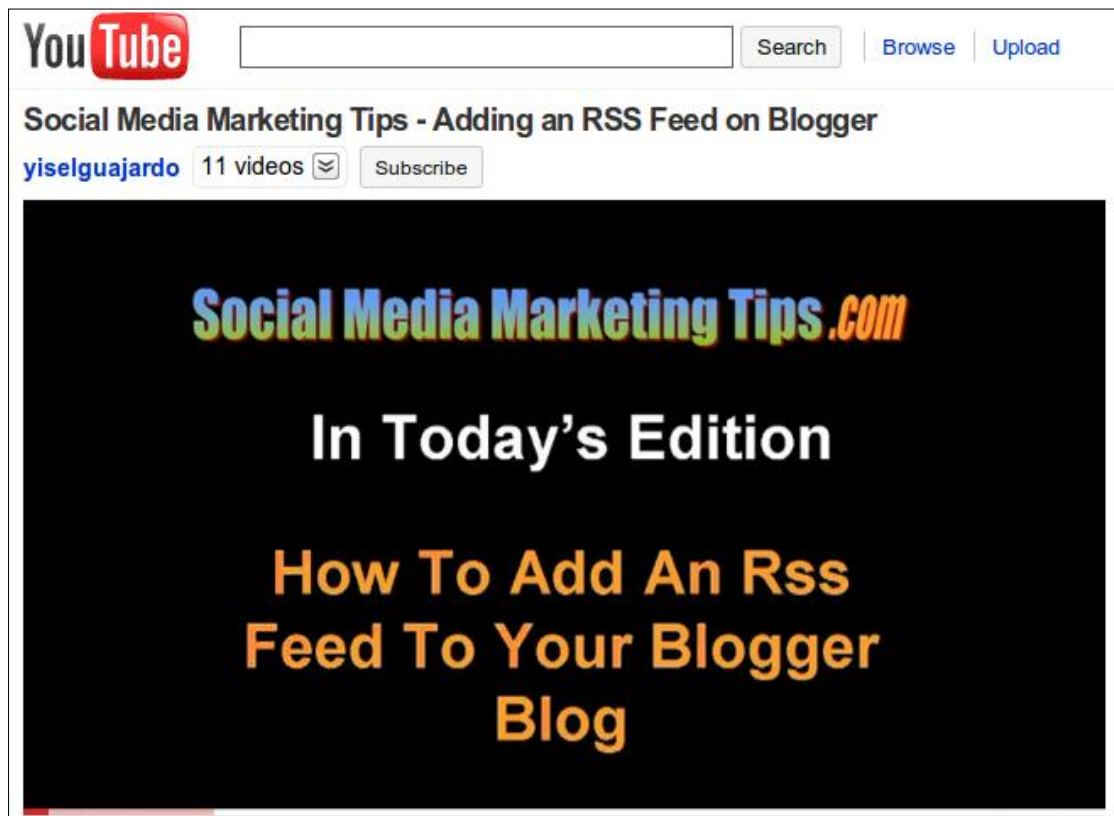 YouTube Search Browse Upload
Social Media Marketing Tips - Adding an RSS Feed on Blogger
yiselguajardo 11 videos Subscribe
Social Media Marketing Tips .com
In Today's Edition
How To Add An Rss
Feed To Your Blogger
Blog